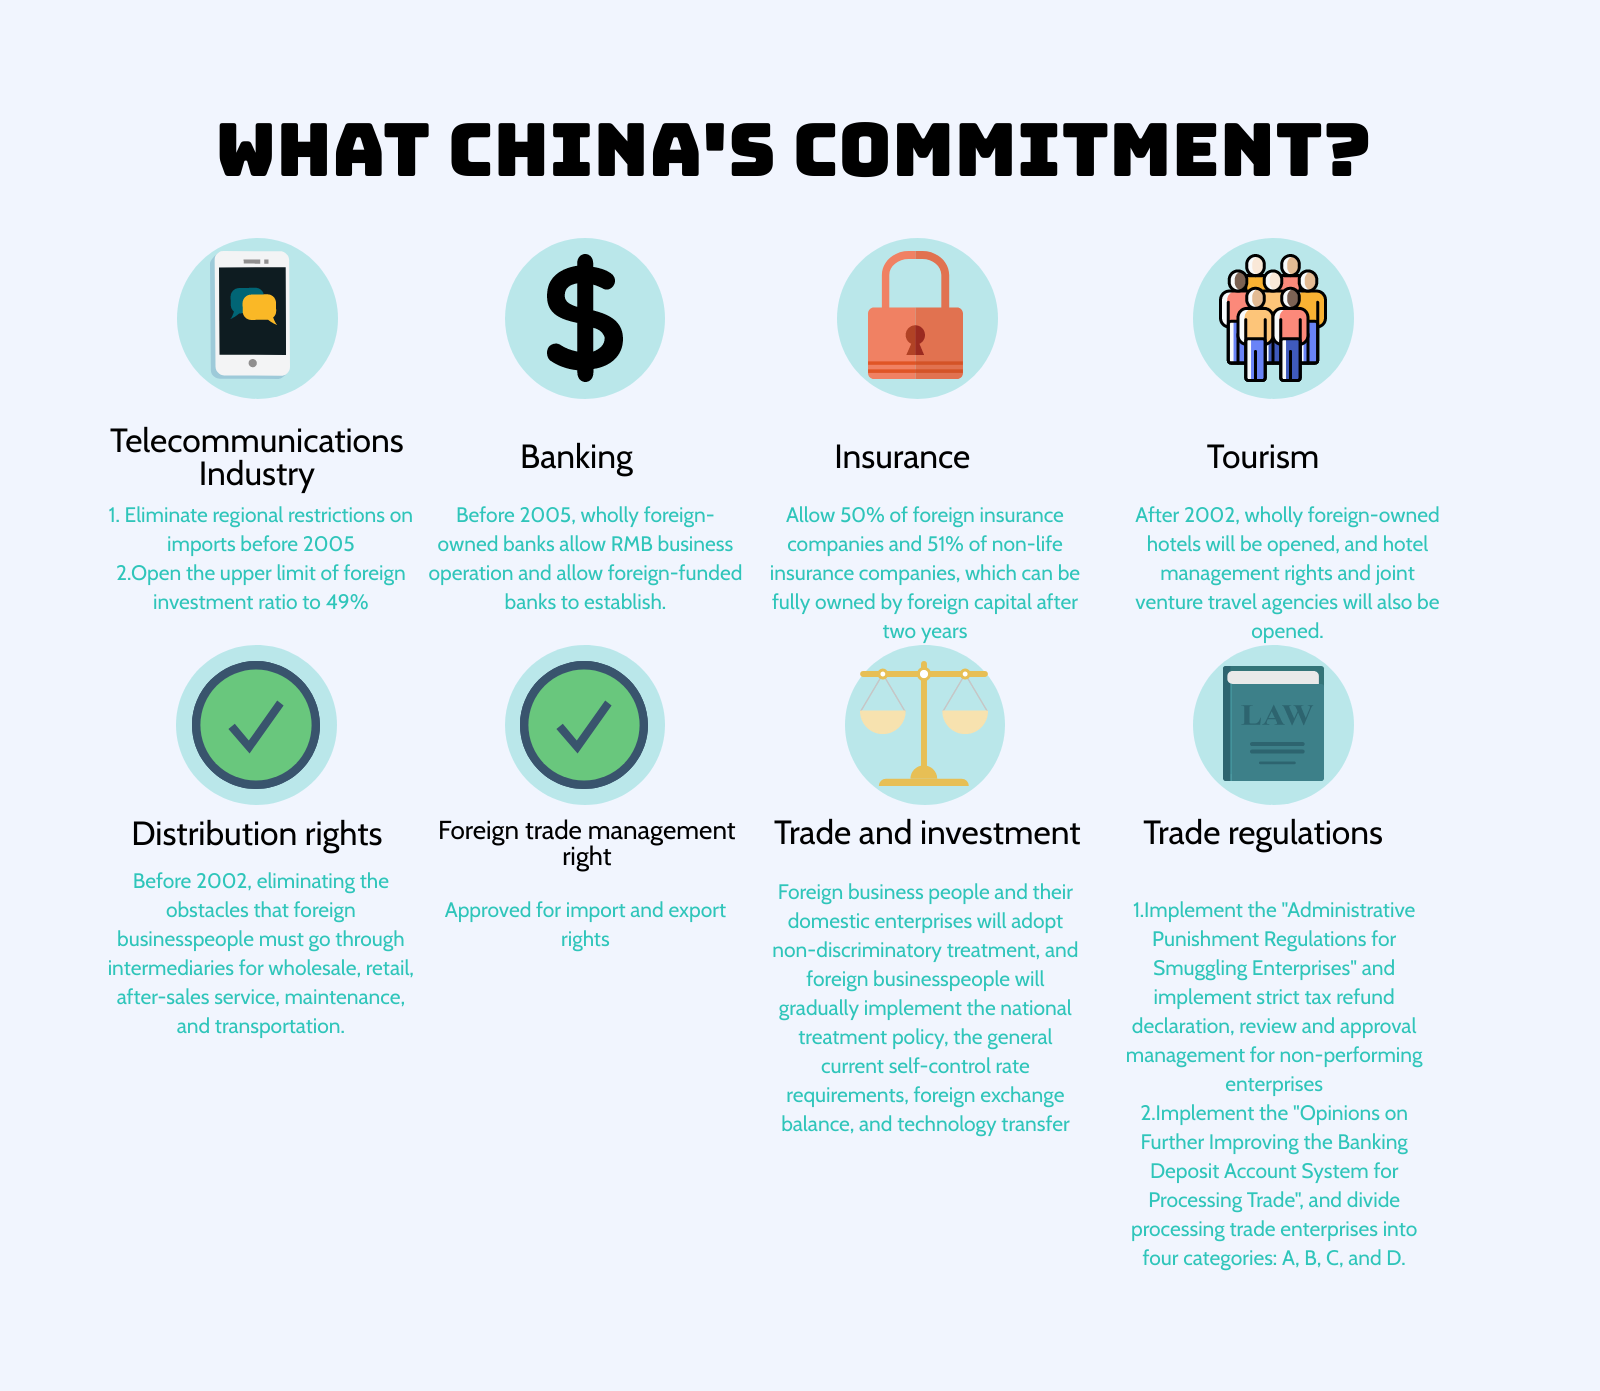 WHAT CHINA'S COMMITMENT?
Telecommunications
Industry
1. Eliminate regional restrictions on
imports before 2005
2.Open the upper limit of foreign
investment ratio to 49%
Banking
Before 2005, wholly foreign-
owned banks allow RMB business
operation and allow foreign-funded
banks to establish.
Insurance
Allow 50% of foreign insurance
companies and 51% of non-life
insurance companies, which can be
fully owned by foreign capital after
two years
Tourism
After 2002, wholly foreign-owned
hotels will be opened, and hotel
management rights and joint
venture travel agencies will also be
opened.
Distribution rights
Before 2002, eliminating the
obstacles that foreign
businesspeople must go through
intermediaries for wholesale, retail,
after-sales service, maintenance,
and transportation.
Foreign trade management
right
Approved for import and export
rights
Trade and investment
Foreign business people and their
domestic enterprises will adopt
non-discriminatory treatment, and
foreign businesspeople will
gradually implement the national
treatment policy, the general
current self-control rate
requirements, foreign exchange
balance, and technology transfer
LAW
Trade regulations
1.Implement the "Administrative
Punishment Regulations for
Smuggling Enterprises" and
implement strict tax refund
declaration, review and approval
management for non-performing
enterprises
2.Implement the "Opinions on
Further Improving the Banking
Deposit Account System for
Processing Trade", and divide
processing trade enterprises into
four categories: A, B, C, and D.